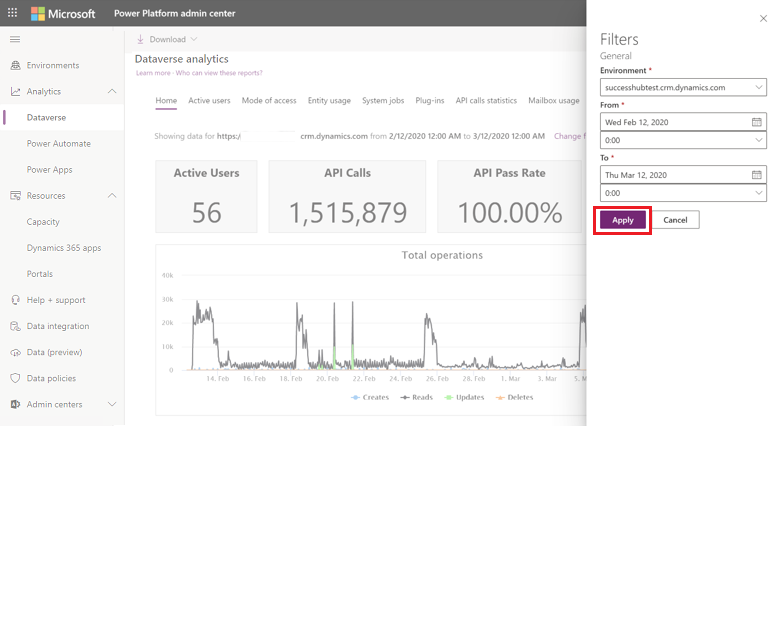 Microsoft
Power Platform admin center
Environments
Analytics
Dataverse
Power Automate
Power Apps
Resources
Capacity
Dynamics 365 apps
Portals
Help + support
Data integration
Data (preview)
Data policies
Admin centers
Download
Dataverse analytics
Learn more · Who can view these reports?
Home Active users Mode of access Entity usage System jobs Plug-ins API calls statistics Mailbox usage
Showing data for https:/ crm.dynamics.com from 2/12/2020 12:00 AM to 3/12/2020 12:00 AM Change f
Active Users API Calls API Pass Rate
56 1,515,879 100.00%
Total operations
40k
30k
20k
10k
0
14. Feb 16. Feb 18. Feb 20. Feb 22. Feb 24. Feb 26. Feb 28. Feb 1. Mar 3. Mar 5. M
Creates Reads Updates Deletes
Filters
General
Environment *
successhubtest.crm.dynamics.com
From *
Wed Feb 12, 2020
0:00
To *
Thu Mar 12, 2020
0:00
Apply Cancel